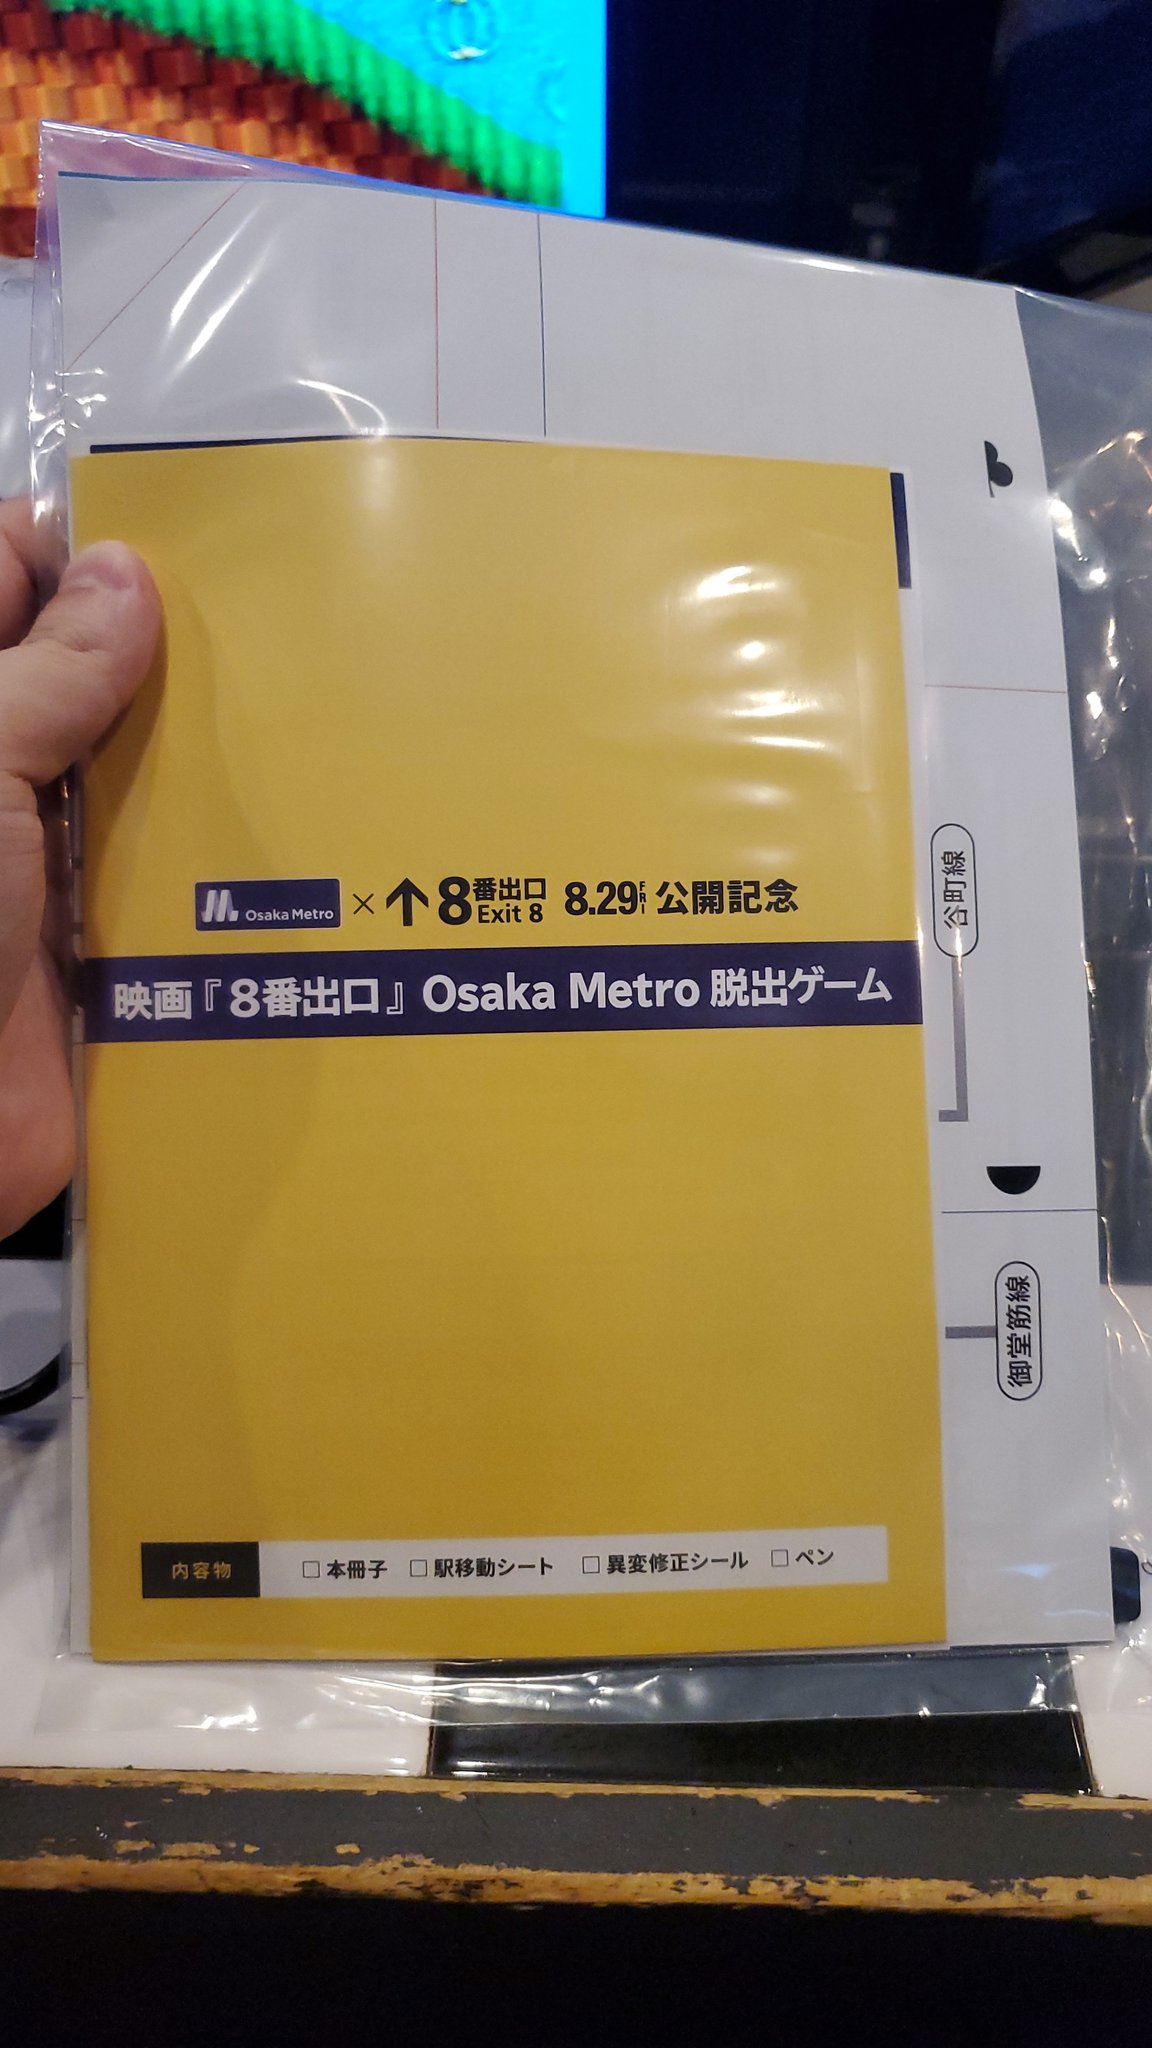 Osaka Metro × ↑8番出口 Exit 8 8.29 FRI 公開記念
映画『8番出口』Osaka Metro 脱出ゲーム
谷町線
御堂筋線
内容物 □ 本冊子 □ 駅移動シート □ 異変修正シール □ ペン